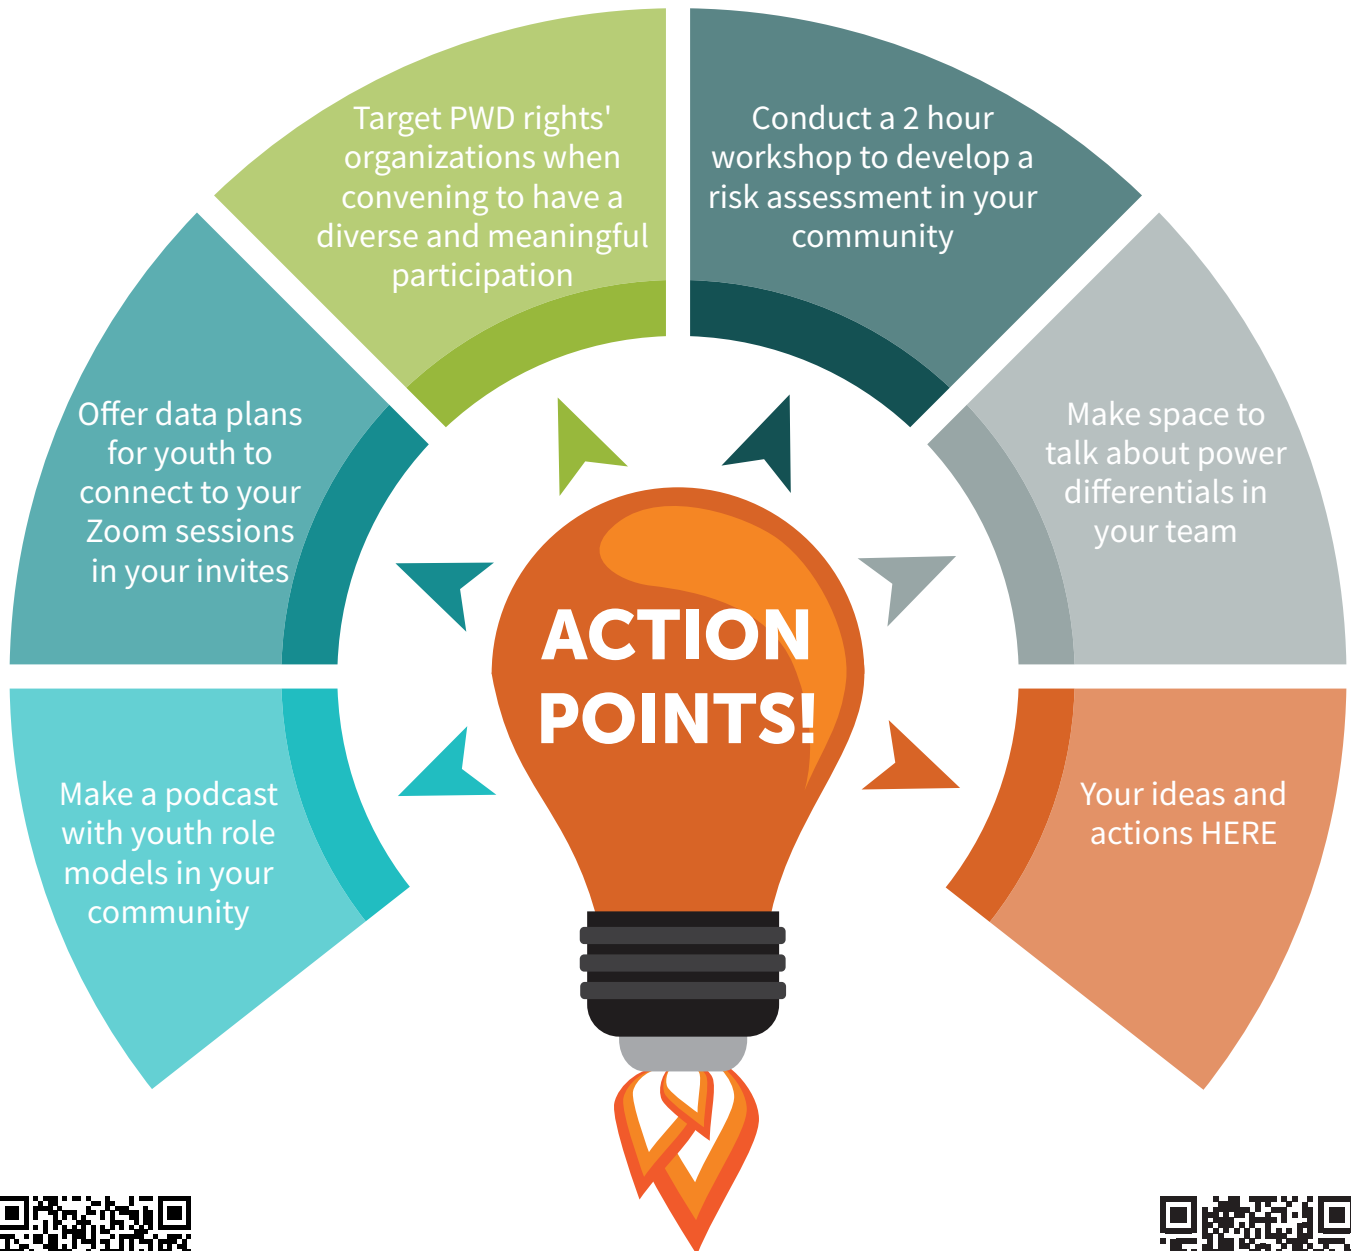 Target PWD rights'
organizations when
convening to have a
diverse and meaningful
participation
Conduct a 2 hour
workshop to develop a
risk assessment in your
community
Offer data plans
for youth to
connect to your
Zoom sessions
in your invites
Make space to
talk about power
differentials in
your team
ACTION
POINTS!
Make a podcast
with youth role
models in your
community
Your ideas and
actions HERE